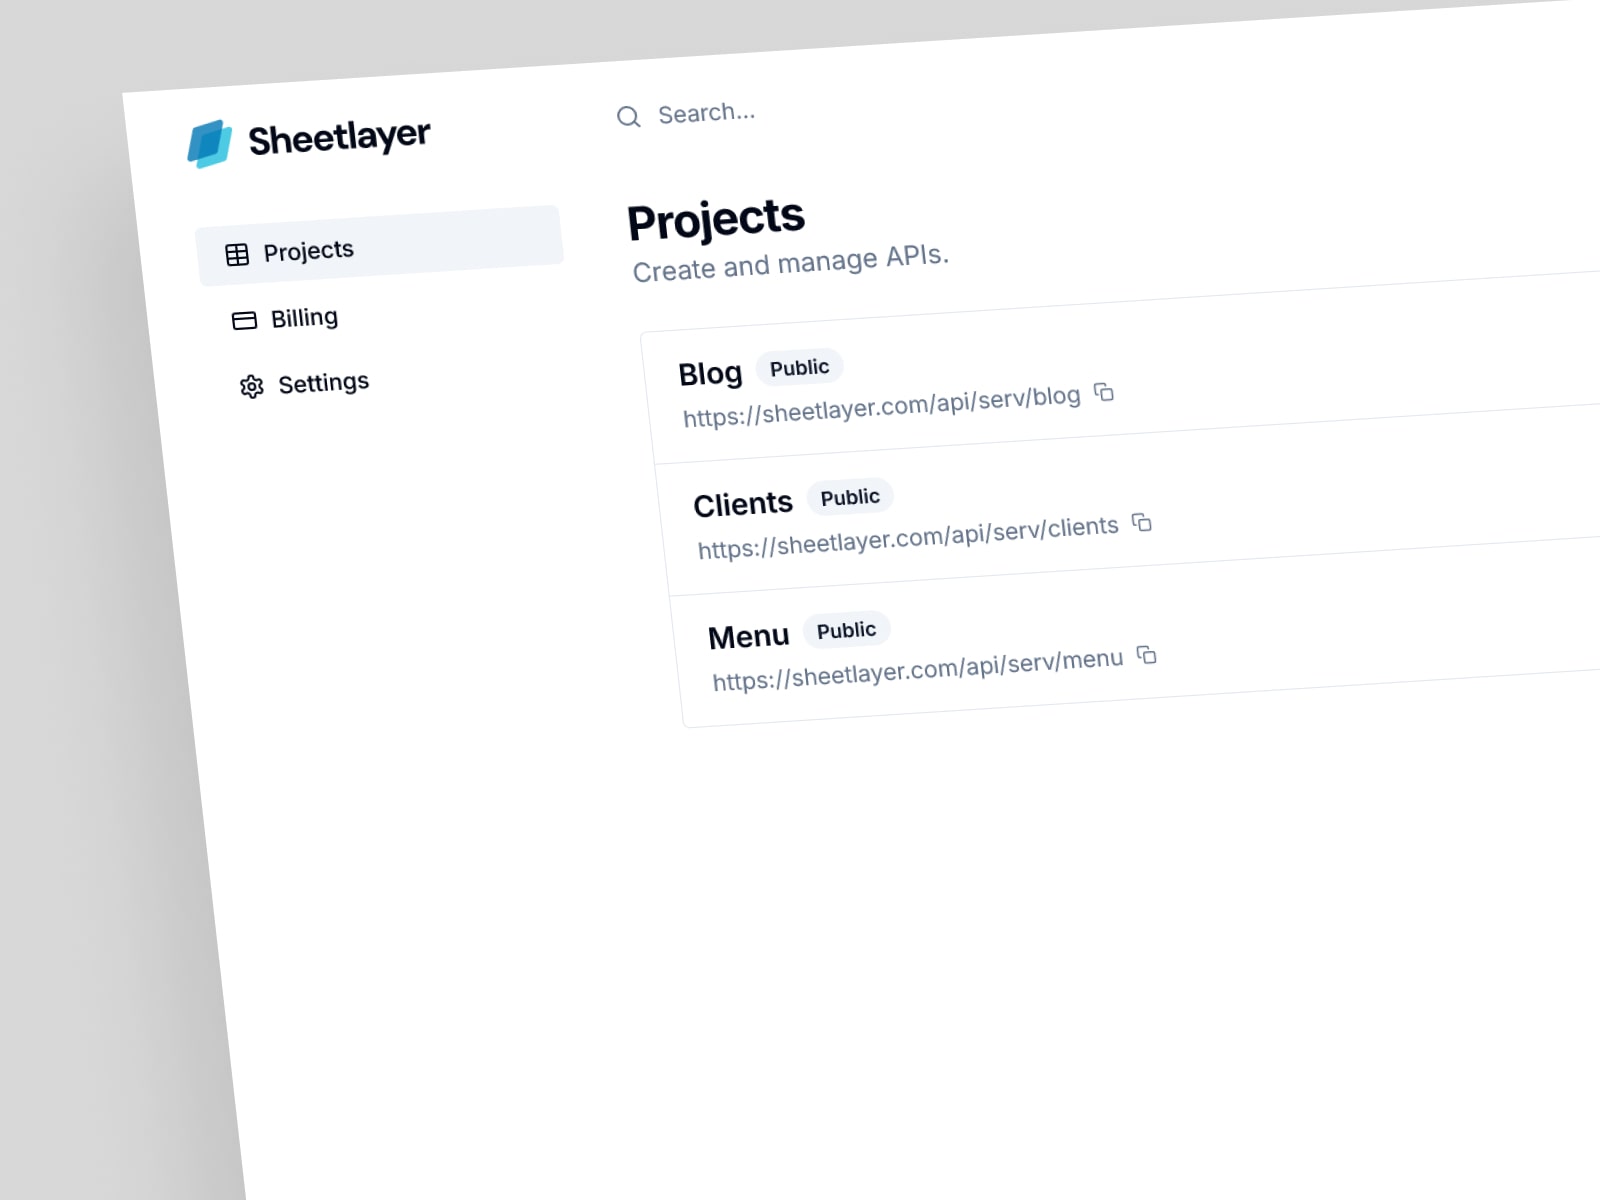 Sheetlayer
Search...
Projects
Billing
Settings
Projects
Create and manage APIs.
Blog Public
https://sheetlayer.com/api/serv/blog
Clients Public
https://sheetlayer.com/api/serv/clients
Menu Public
https://sheetlayer.com/api/serv/menu